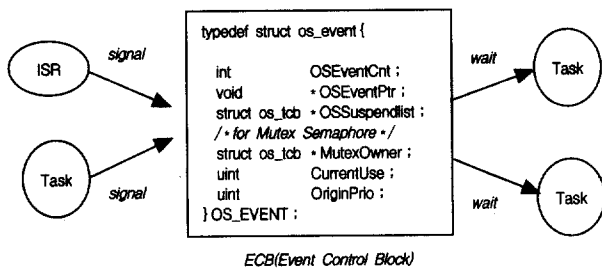 signal
ISR
Task
signal
typedef struct os_event {
int OSEventCnt ;
void *OSEventPtr ;
struct os_tcb *OSSuspendlist ;
/* for Mutex Semaphore */
struct os_tcb *MutexOwner ;
uint CurrentUse ;
uint OriginPrio ;
} OS_EVENT ;
wait
Task
wait
Task
ECB(Event Control Block)